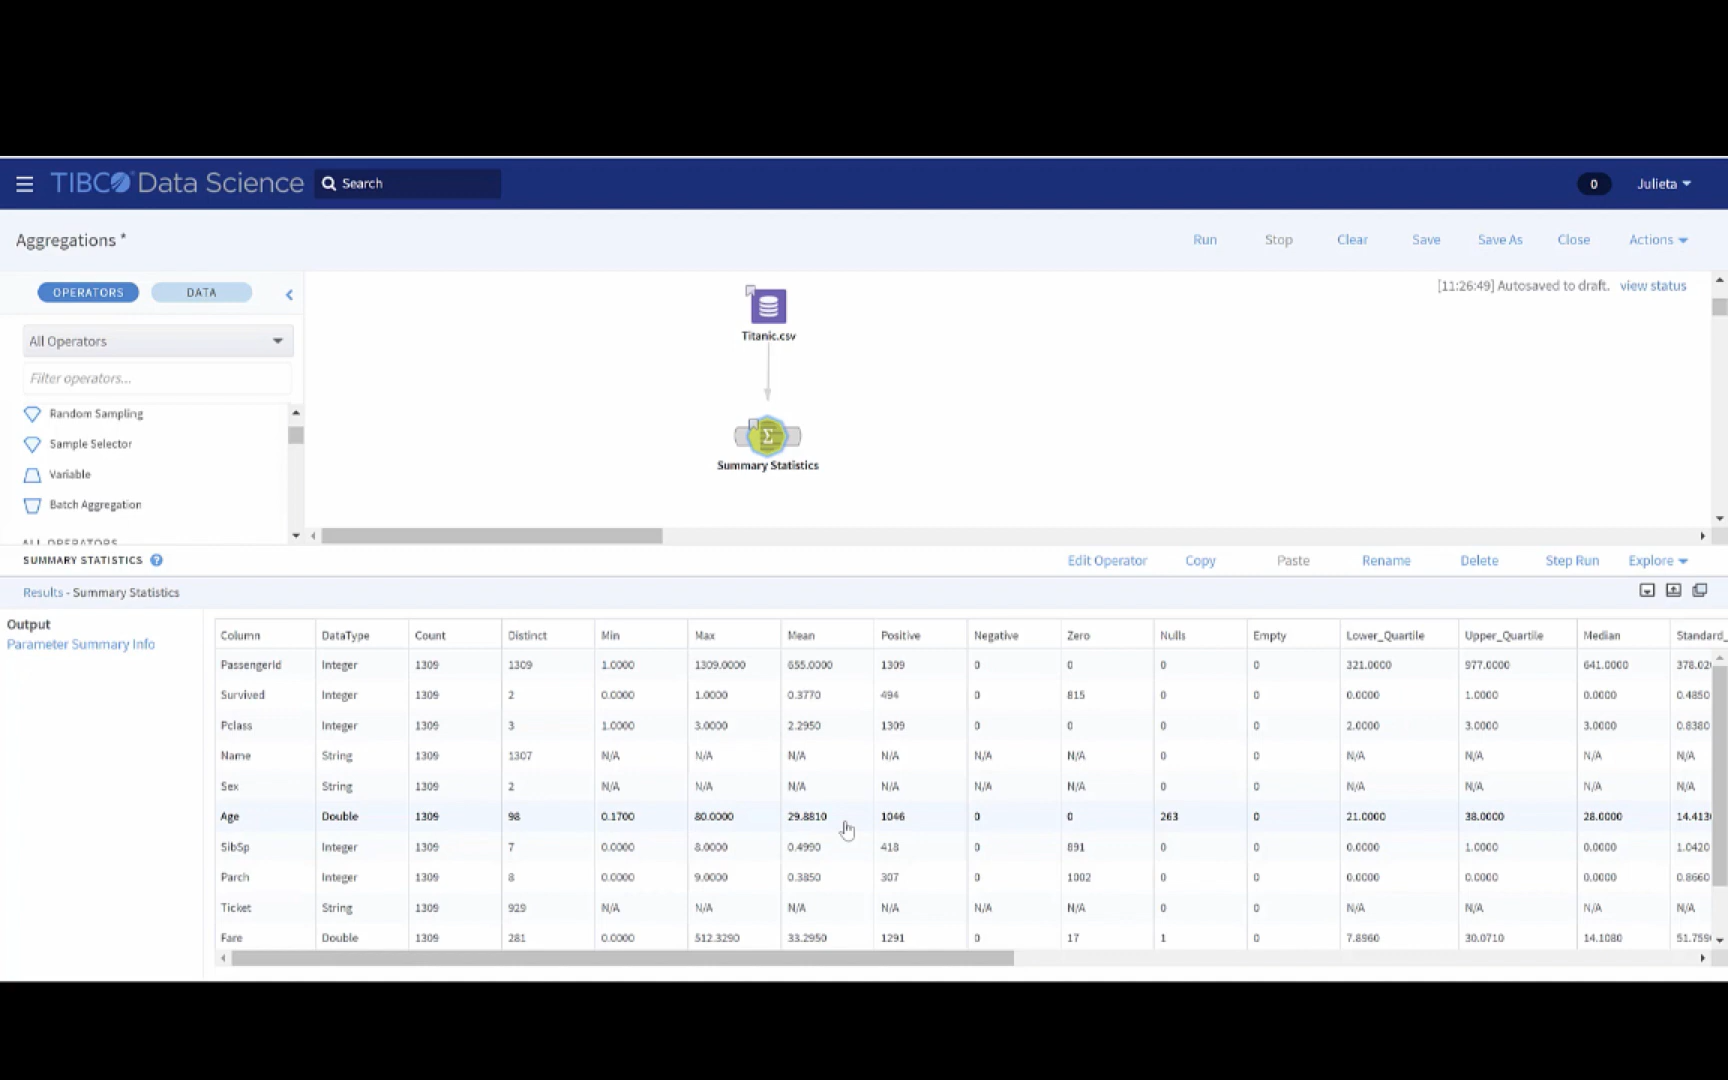 TIBCO Data Science
Search
0
Julieta
Aggregations *
Run Stop Clear Save Save As Close Actions
OPERATORS DATA
[11:26:49] Autosaved to draft. view status
All Operators
Filter operators...
Random Sampling
Sample Selector
Variable
Batch Aggregation
ALL OPERATORS
Titanic.csv
Σ
Summary Statistics
SUMMARY STATISTICS ?
Edit Operator Copy Paste Rename Delete Step Run Explore
Results - Summary Statistics
Output
Parameter Summary Info
Column DataType Count Distinct Min Max Mean Positive Negative Zero Nulls Empty Lower_Quartile Upper_Quartile Median Standard_
PassengerId Integer 1309 1309 1.0000 1309.0000 655.0000 1309 0 0 0 0 321.0000 977.0000 641.0000 378.02
Survived Integer 1309 2 0.0000 1.0000 0.3770 494 0 815 0 0 0.0000 1.0000 0.0000 0.4850
Pclass Integer 1309 3 1.0000 3.0000 2.2950 1309 0 0 0 0 2.0000 3.0000 3.0000 0.8380
Name String 1309 1307 N/A N/A N/A N/A N/A N/A 0 0 N/A N/A N/A N/A
Sex String 1309 2 N/A N/A N/A N/A N/A N/A 0 0 N/A N/A N/A N/A
Age Double 1309 98 0.1700 80.0000 29.8810 1046 0 0 263 0 21.0000 38.0000 28.0000 14.413
SibSp Integer 1309 7 0.0000 8.0000 0.4990 418 0 891 0 0 0.0000 1.0000 0.0000 1.0420
Parch Integer 1309 8 0.0000 9.0000 0.3850 307 0 1002 0 0 0.0000 0.0000 0.0000 0.8660
Ticket String 1309 929 N/A N/A N/A N/A N/A N/A 0 0 N/A N/A N/A N/A
Fare Double 1309 281 0.0000 512.3290 33.2950 1291 0 17 1 0 7.8960 30.0710 14.1080 51.759